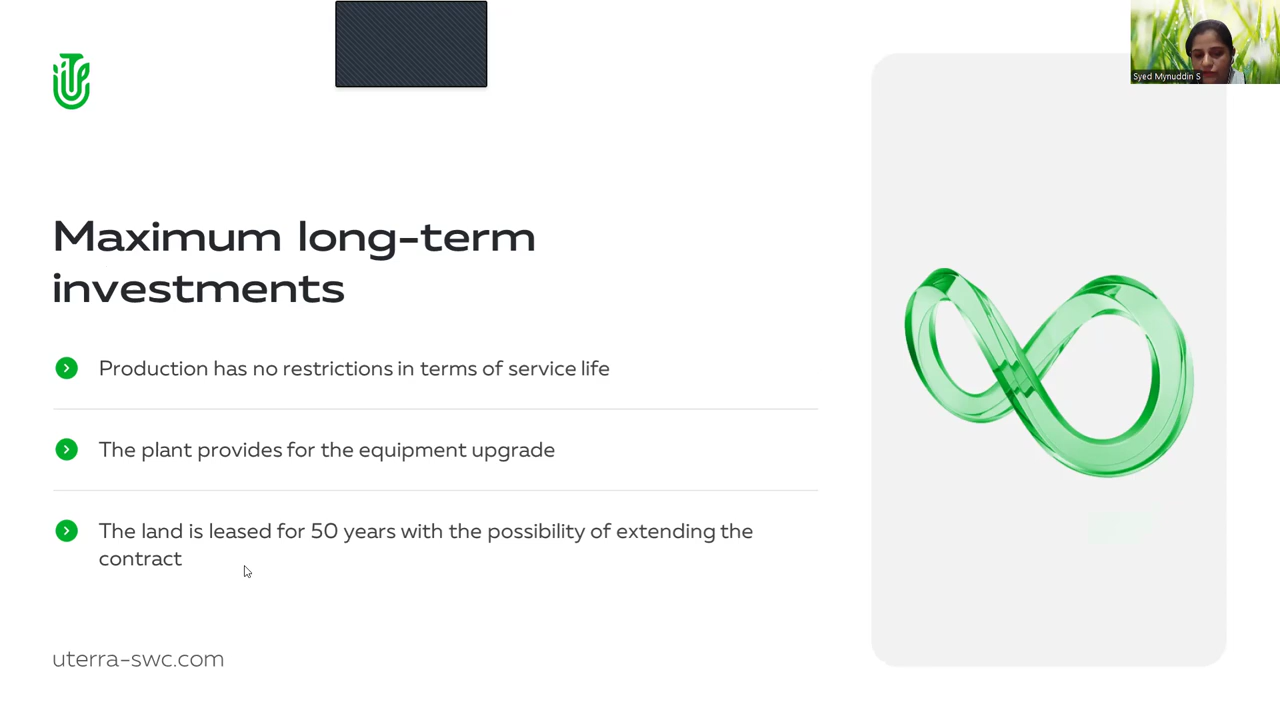 Syed Mynuddin S
Maximum long-term
investments
Production has no restrictions in terms of service life
The plant provides for the equipment upgrade
The land is leased for 50 years with the possibility of extending the
contract
uterra-swc.com